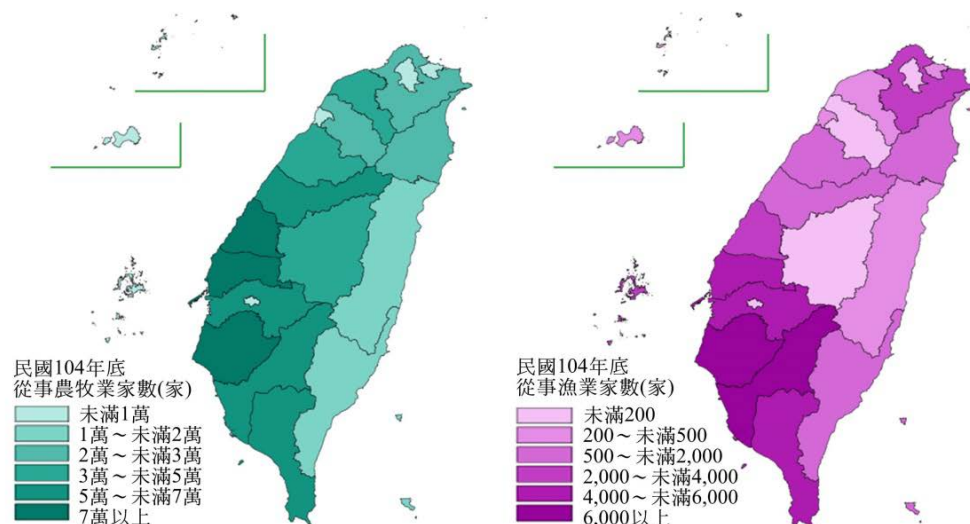 民國104年底
從事農牧業家數(家)
未滿1萬
1萬～未滿2萬
2萬～未滿3萬
3萬～未滿5萬
5萬～未滿7萬
7萬以上
民國104年底
從事漁業家數(家)
未滿200
200～未滿500
500～未滿2,000
2,000～未滿4,000
4,000～未滿6,000
6,000以上